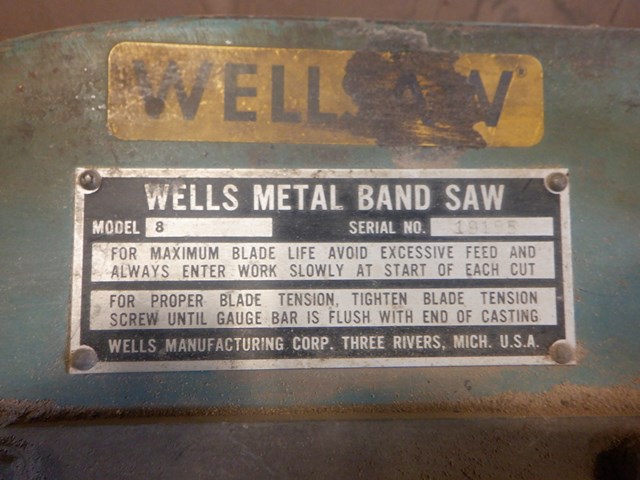 WELLSAW®
WELLS METAL BAND SAW
MODEL 8 SERIAL NO.
FOR MAXIMUM BLADE LIFE AVOID EXCESSIVE FEED AND
ALWAYS ENTER WORK SLOWLY AT START OF EACH CUT
FOR PROPER BLADE TENSION, TIGHTEN BLADE TENSION
SCREW UNTIL GAUGE BAR IS FLUSH WITH END OF CASTING
WELLS MANUFACTURING CORP. THREE RIVERS, MICH. U.S.A.